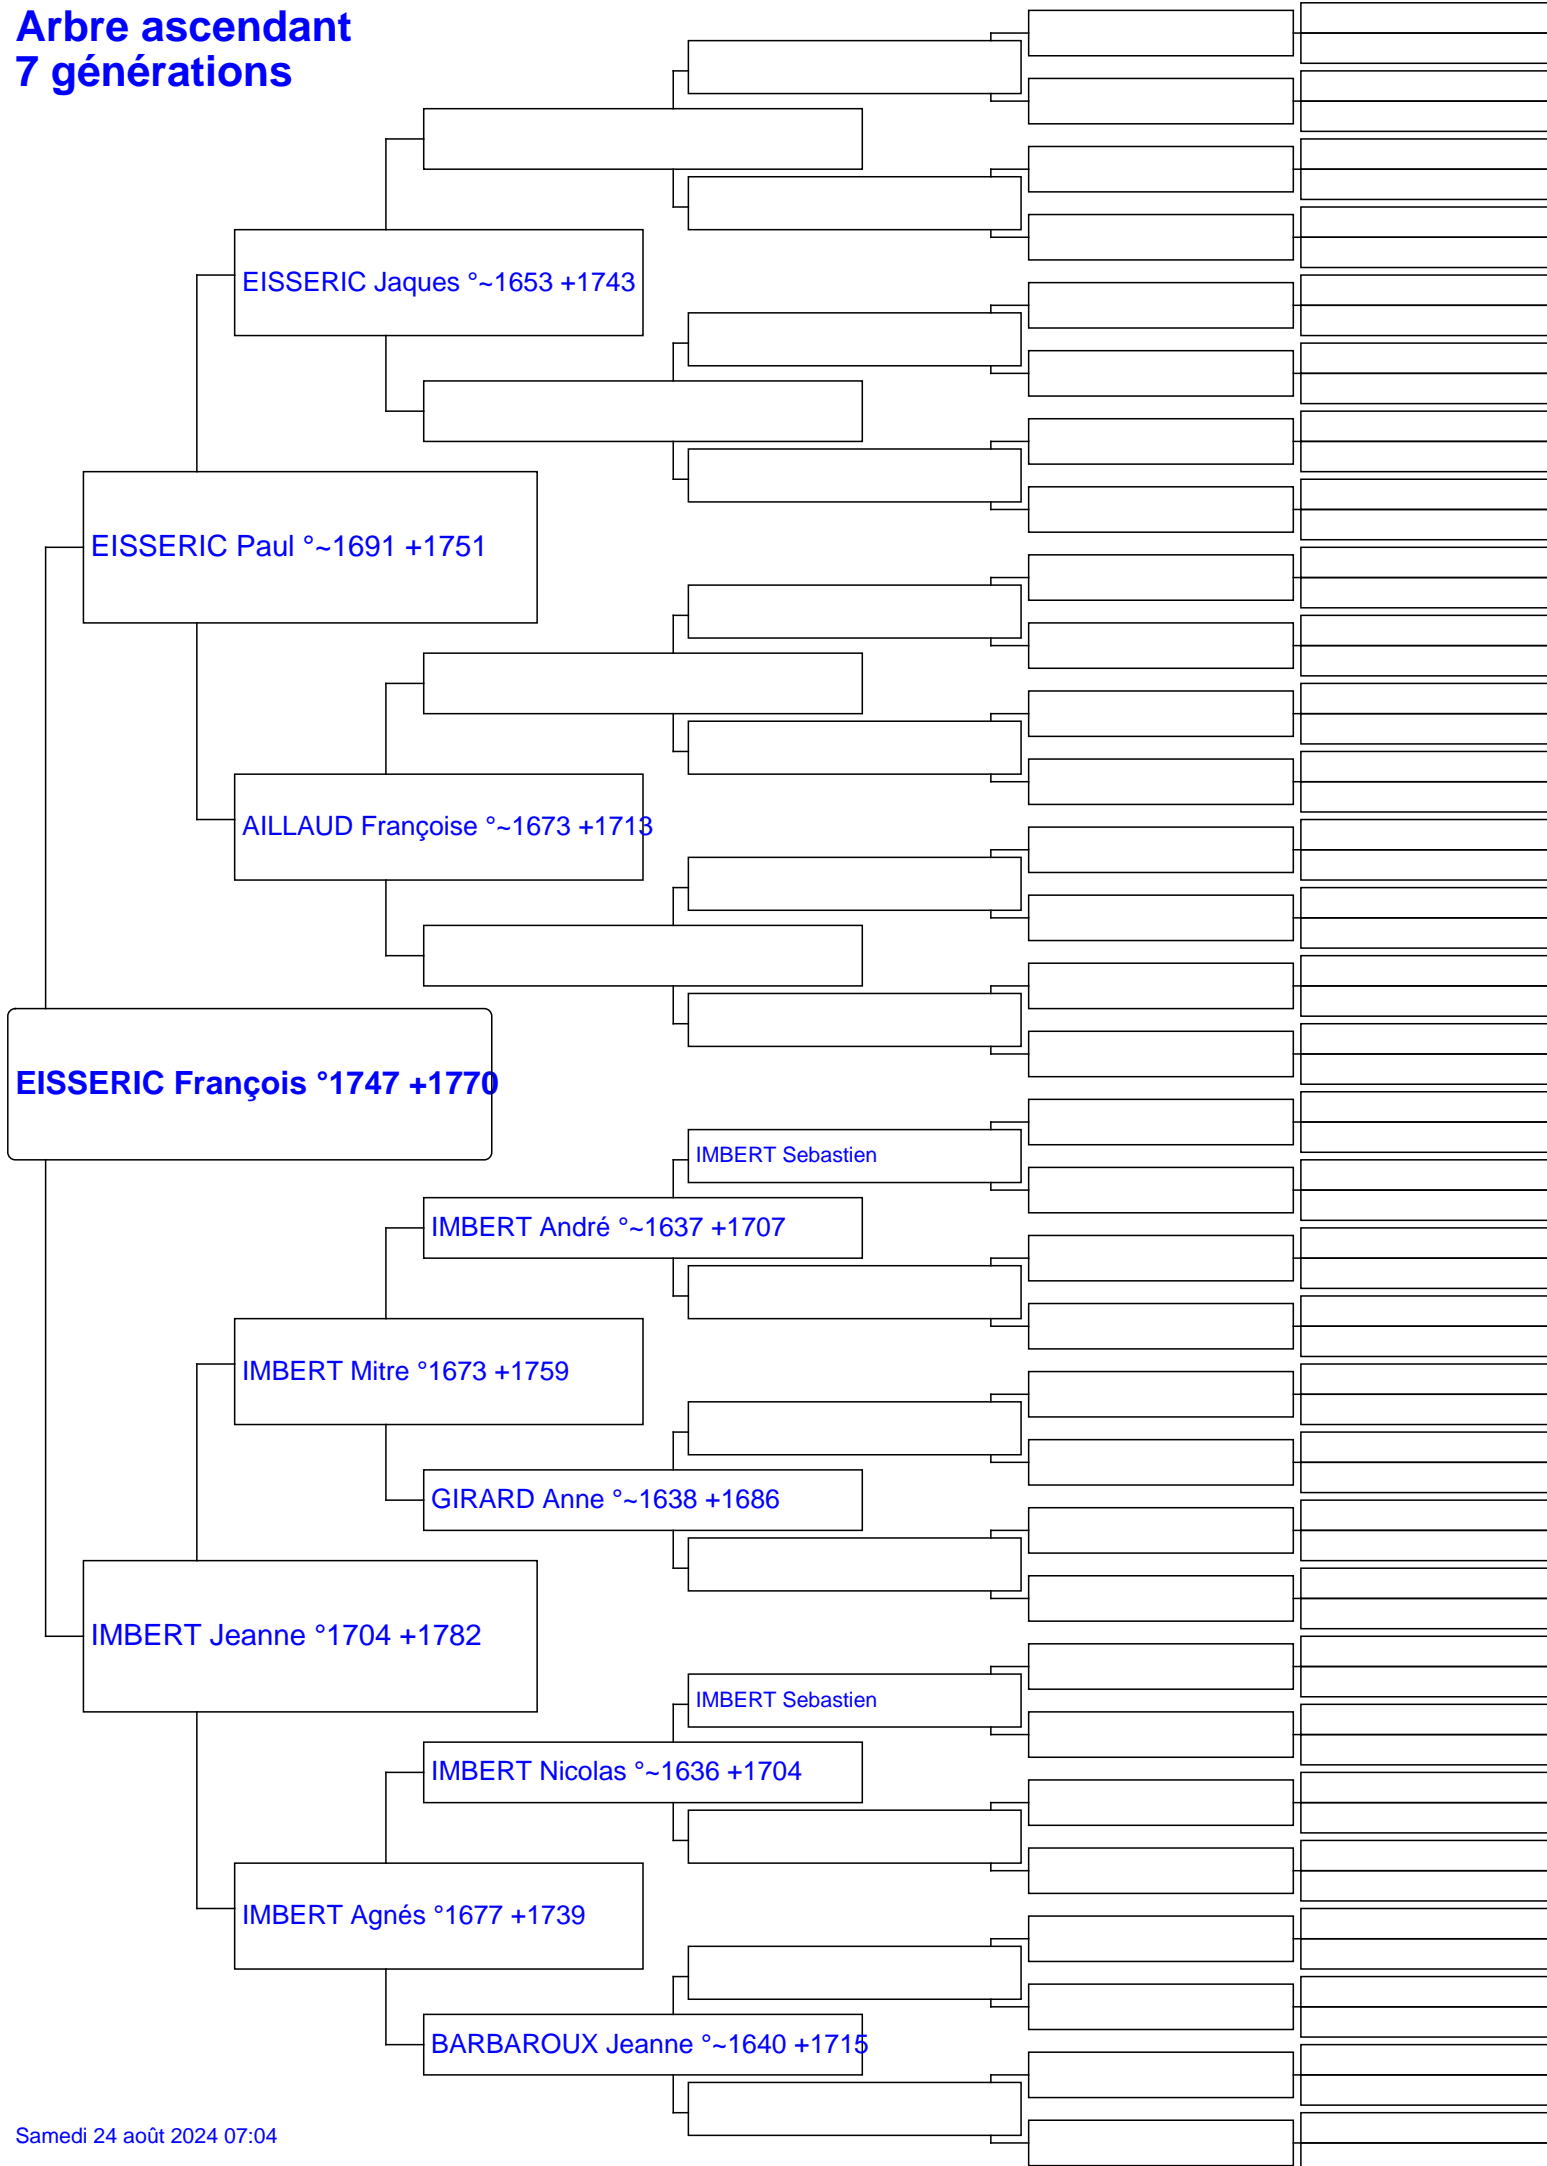 Arbre ascendant
7 générations
EISSERIC Jaques °~1653 +1743
EISSERIC Paul °~1691 +1751
AILLAUD Françoise °~1673 +1713
EISSERIC François °1747 +1770
IMBERT Sebastien
IMBERT André °~1637 +1707
IMBERT Mitre °1673 +1759
GIRARD Anne °~1638 +1686
IMBERT Jeanne °1704 +1782
IMBERT Sebastien
IMBERT Nicolas °~1636 +1704
IMBERT Agnés °1677 +1739
BARBAROUX Jeanne °~1640 +1715
Samedi 24 août 2024 07:04